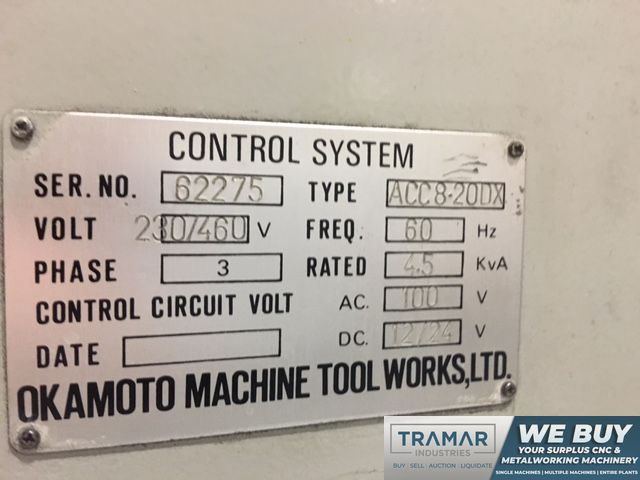 CONTROL SYSTEM
SER. NO. 62275 TYPE ACC8-20DX
VOLT 230/460 V FREQ. 60 Hz
PHASE 3 RATED 4.5 KVA
CONTROL CIRCUIT VOLT AC. 100 V
DATE DC. 12/24 V
OKAMOTO MACHINE TOOL WORKS,LTD.
TRAMAR
INDUSTRIES
BUY | SELL | AUCTION | LIQUIDATE
WE BUY
YOUR SURPLUS CNC &
METALWORKING MACHINERY
SINGLE MACHINES | MULTIPLE MACHINES | ENTIRE PLANTS